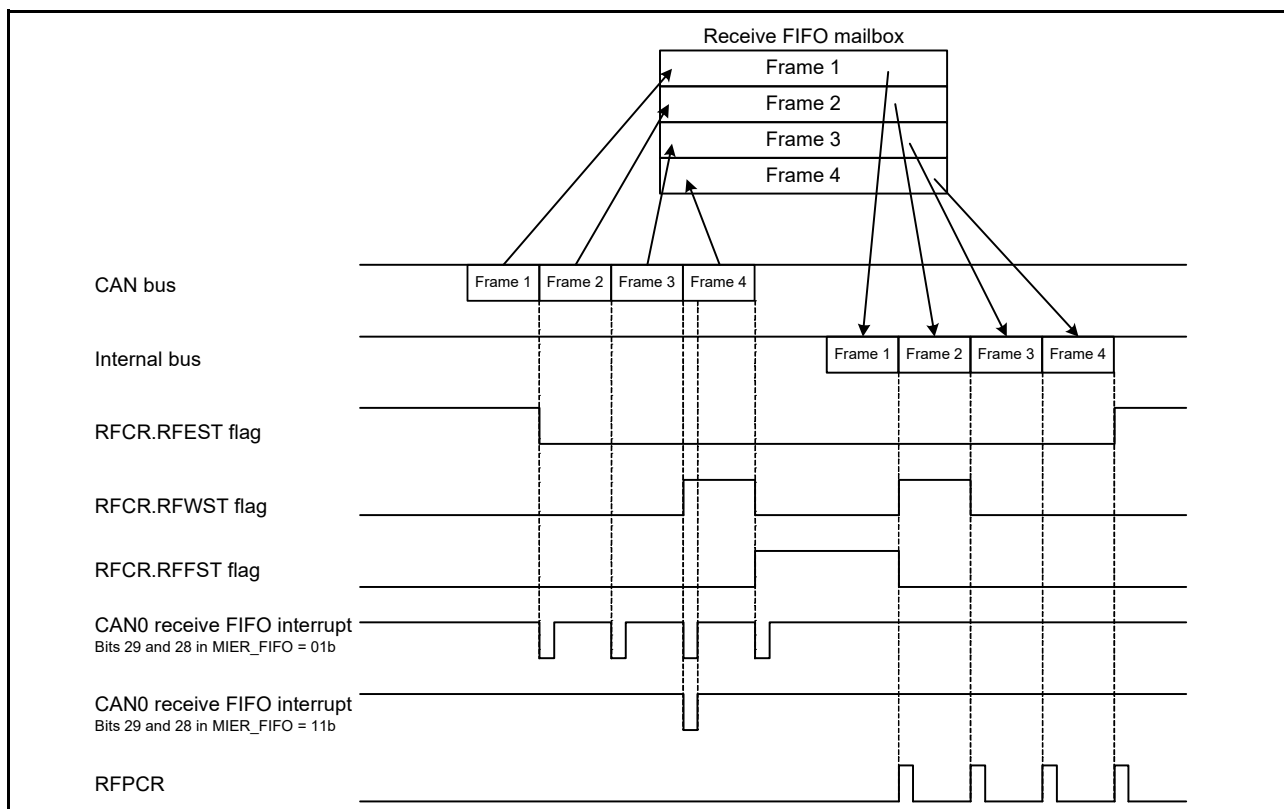 Receive FIFO mailbox
Frame 1
Frame 2
Frame 3
Frame 4
CAN bus
Frame 1 Frame 2 Frame 3 Frame 4
Internal bus
Frame 1 Frame 2 Frame 3 Frame 4
RFCR.RFEST flag
RFCR.RFWST flag
RFCR.RFFST flag
CAN0 receive FIFO interrupt
Bits 29 and 28 in MIER_FIFO = 01b
CAN0 receive FIFO interrupt
Bits 29 and 28 in MIER_FIFO = 11b
RFPCR